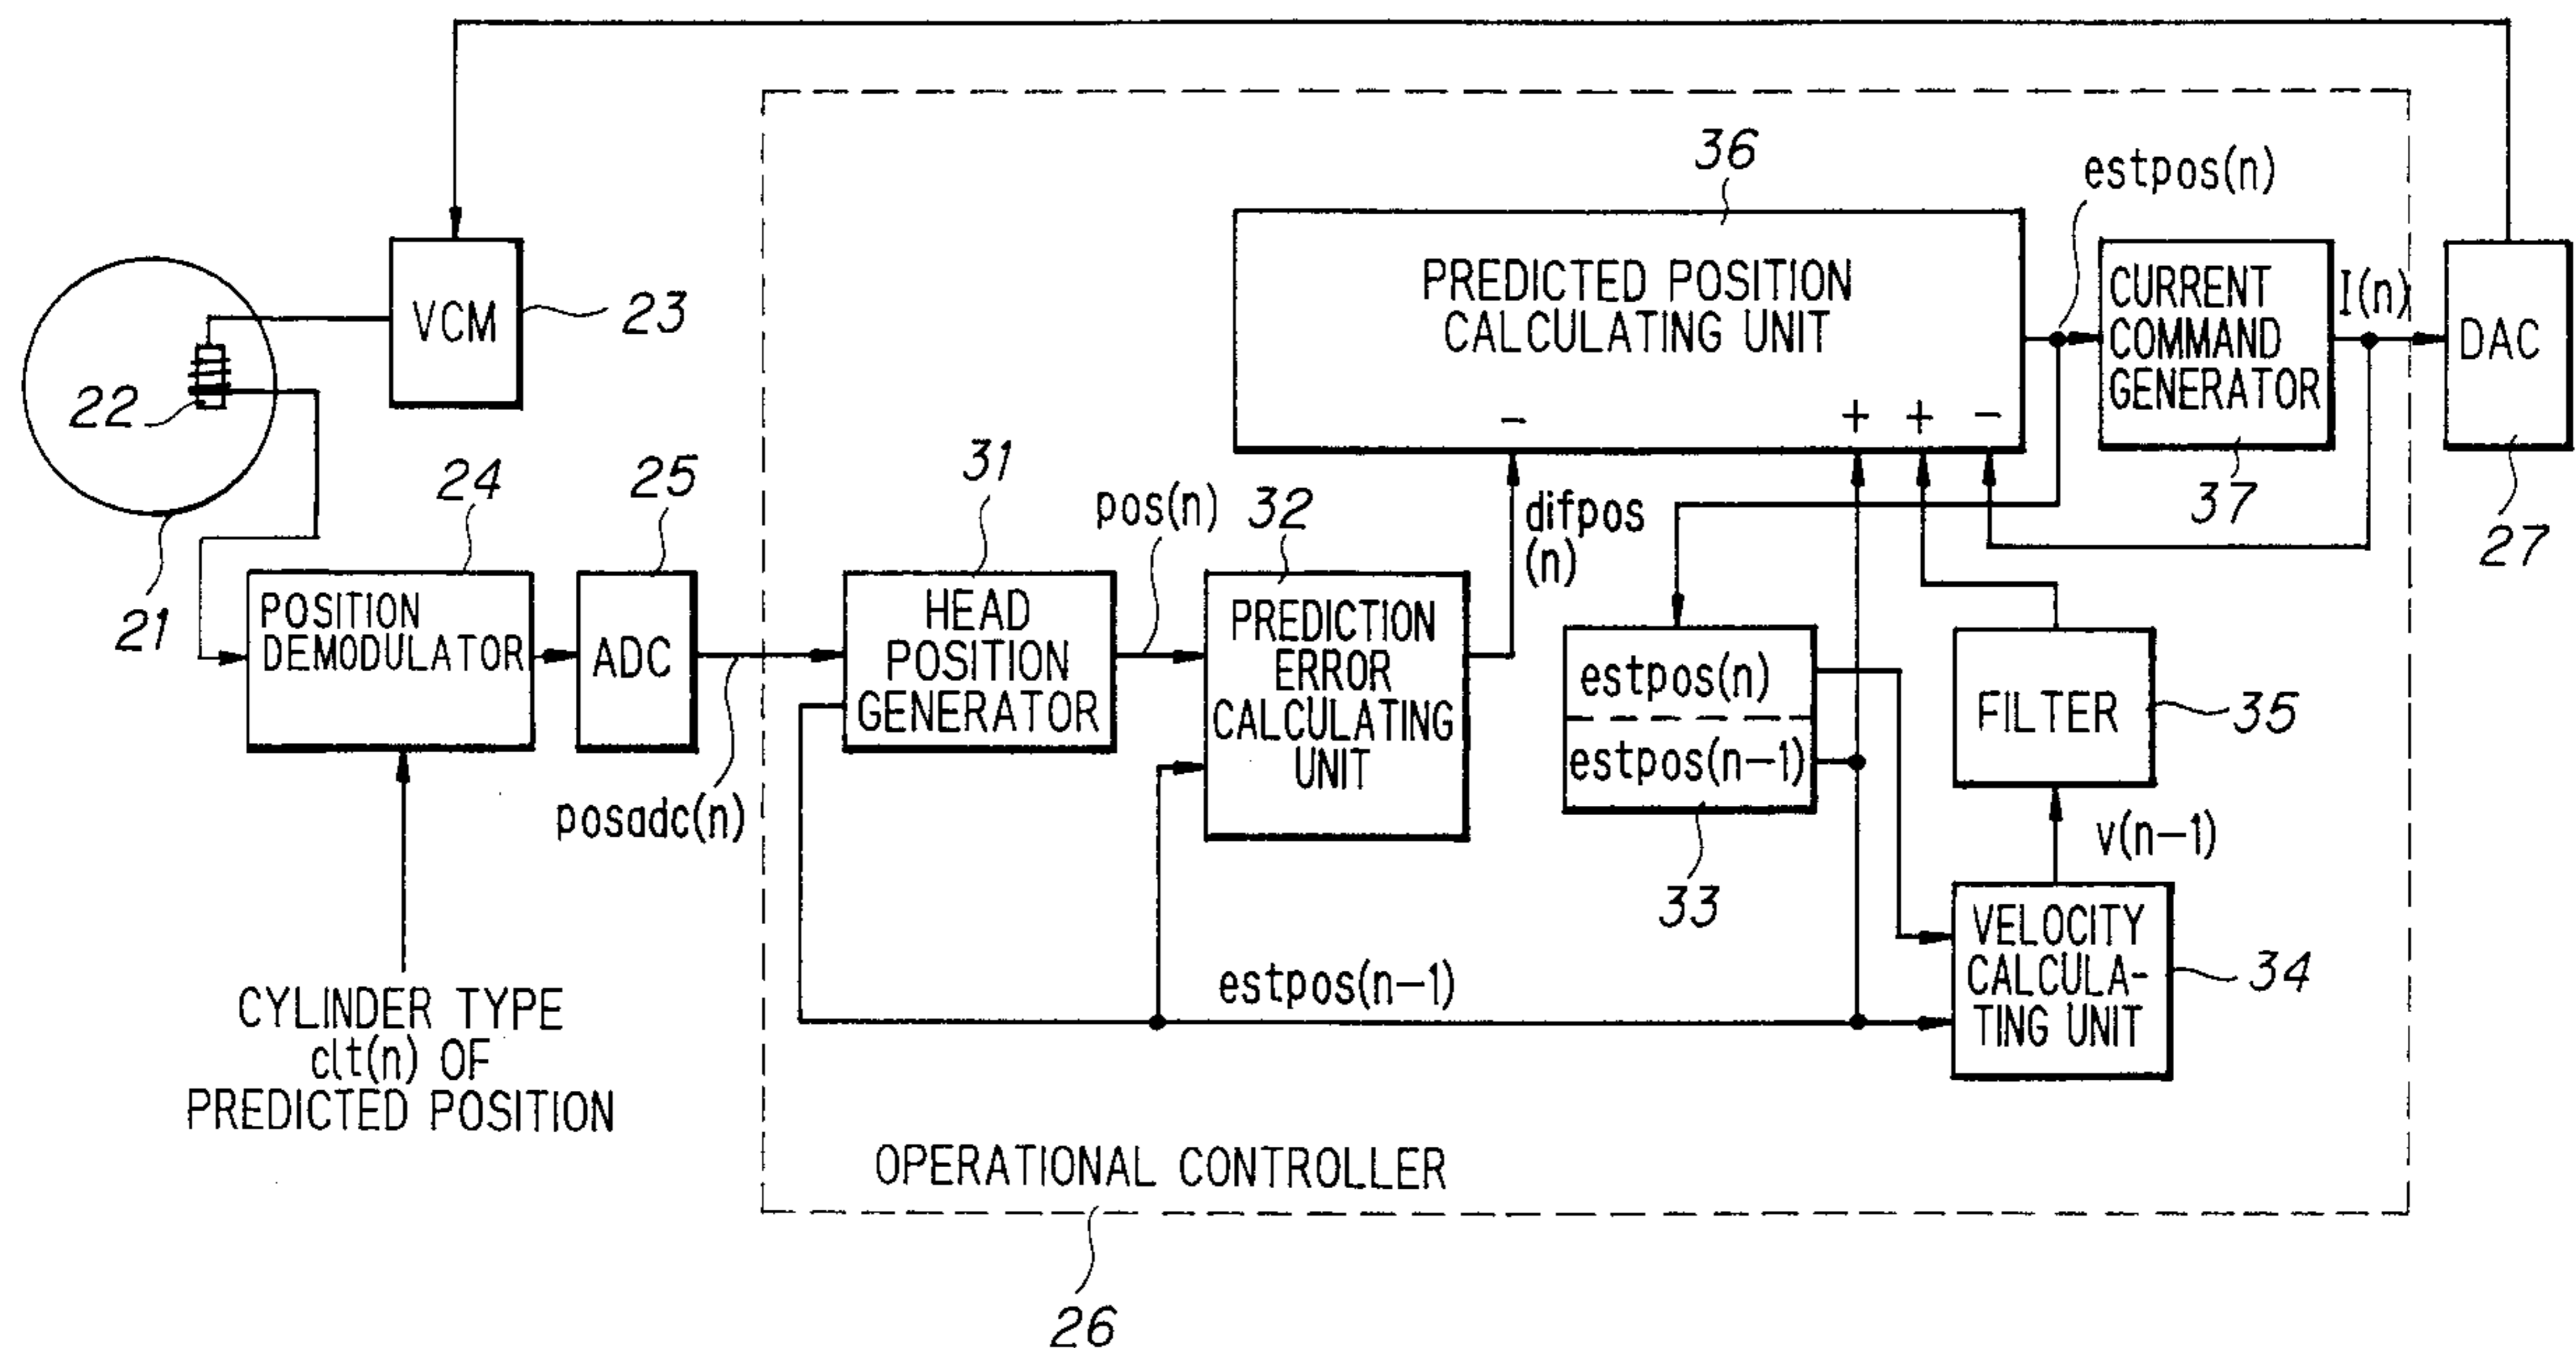 36
estpos(n)
PREDICTED POSITION
CALCULATING UNIT
- + + -
CURRENT
COMMAND
GENERATOR
37
I(n)
DAC
27
VCM
23
22
21
24
POSITION
DEMODULATOR
25
ADC
posadc(n)
CYLINDER TYPE
clt(n) OF
PREDICTED POSITION
31
HEAD
POSITION
GENERATOR
pos(n)
32
PREDICTION
ERROR
CALCULATING
UNIT
difpos
(n)
estpos(n)
estpos(n-1)
33
FILTER
35
v(n-1)
VELOCITY
CALCULA-
TING UNIT
34
estpos(n-1)
OPERATIONAL CONTROLLER
26